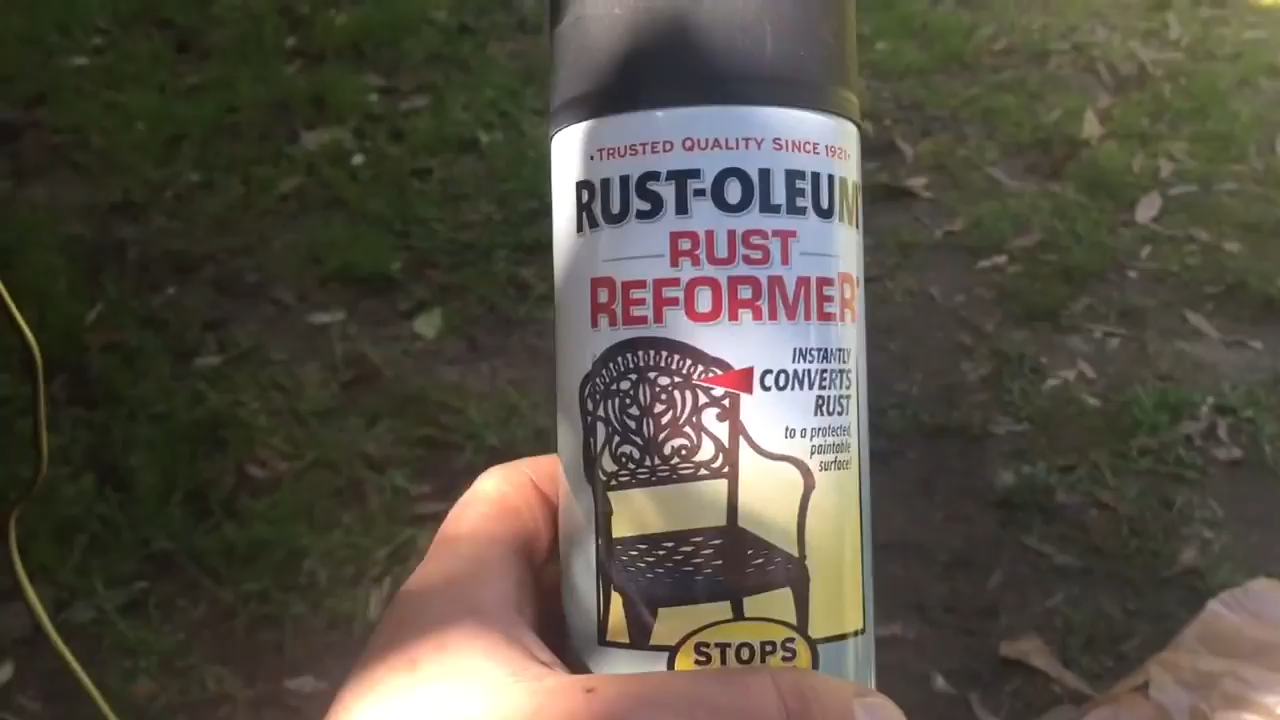 •TRUSTED QUALITY SINCE 1921•
RUST-OLEUM
RUST
REFORMER
INSTANTLY
CONVERTS
RUST
to a protected,
paintable
surface!
STOPS